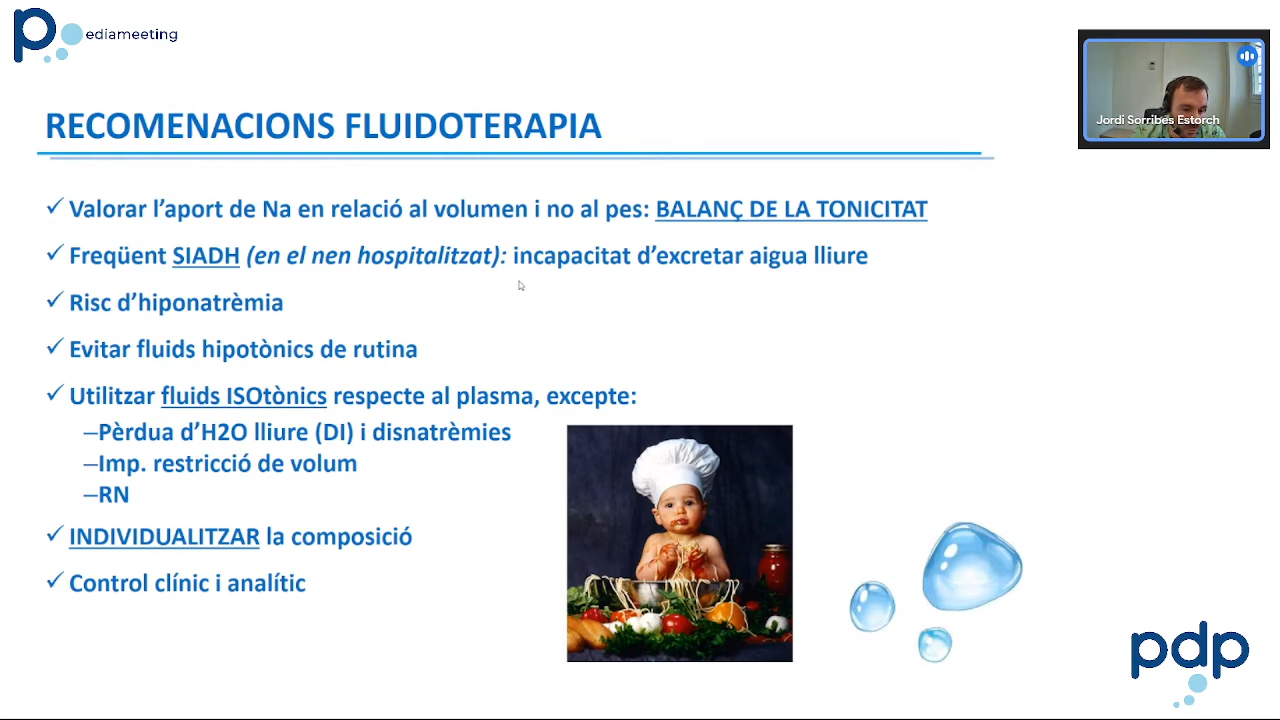 pediameeting
Jordi Sorribes Estorch
RECOMENACIONS FLUIDOTERAPIA
✓ Valorar l’aport de Na en relació al volumen i no al pes: BALANÇ DE LA TONICITAT
✓ Freqüent SIADH (en el nen hospitalitzat): incapacitat d’excretar aigua lliure
✓ Risc d’hiponatrèmia
✓ Evitar fluids hipotònics de rutina
✓ Utilitzar fluids ISOtònics respecte al plasma, excepte:
–Pèrdua d’H2O lliure (DI) i disnatrèmies
–Imp. restricció de volum
–RN
✓ INDIVIDUALITZAR la composició
✓ Control clínic i analític
pdp